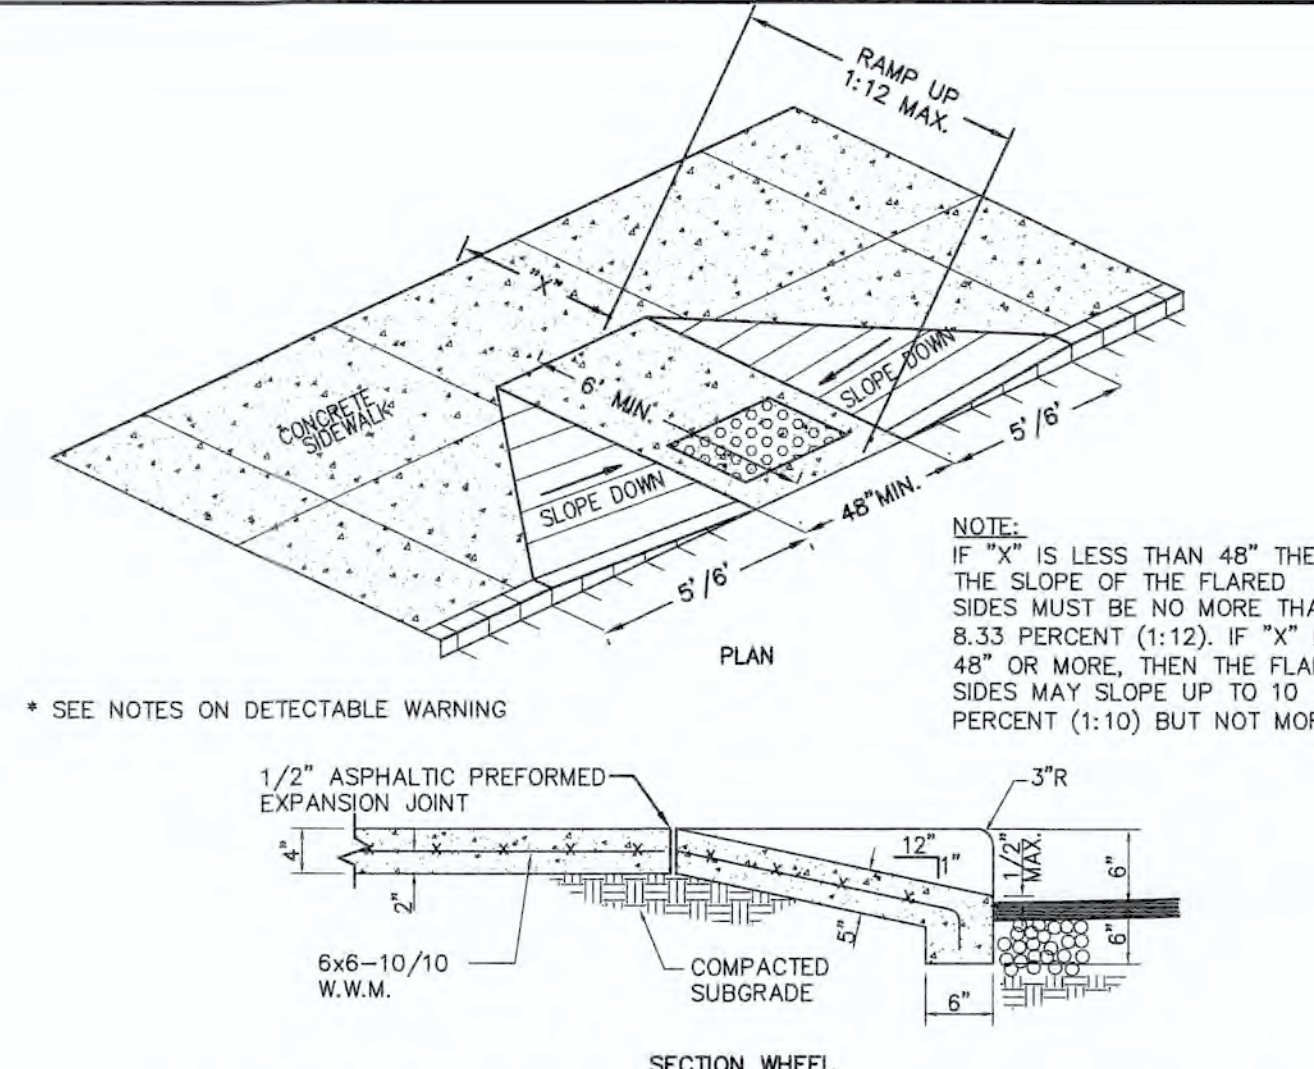 RAMP UP
1:12 MAX.
"X"
6' MIN.
CONCRETE
SIDEWALK
SLOPE DOWN
SLOPE DOWN
5'/6'
48" MIN.
5'/6'
PLAN
NOTE:
IF "X" IS LESS THAN 48" THE
THE SLOPE OF THE FLARED
SIDES MUST BE NO MORE THA
8.33 PERCENT (1:12). IF "X" I
48" OR MORE, THEN THE FLA
SIDES MAY SLOPE UP TO 10
PERCENT (1:10) BUT NOT MOR
* SEE NOTES ON DETECTABLE WARNING
1/2" ASPHALTIC PREFORMED
EXPANSION JOINT
3"R
4"
2"
12"
1"
1/2"
MAX.
6"
6"
5"
6x6-10/10
W.W.M.
COMPACTED
SUBGRADE
6"
SECTION WHEEL